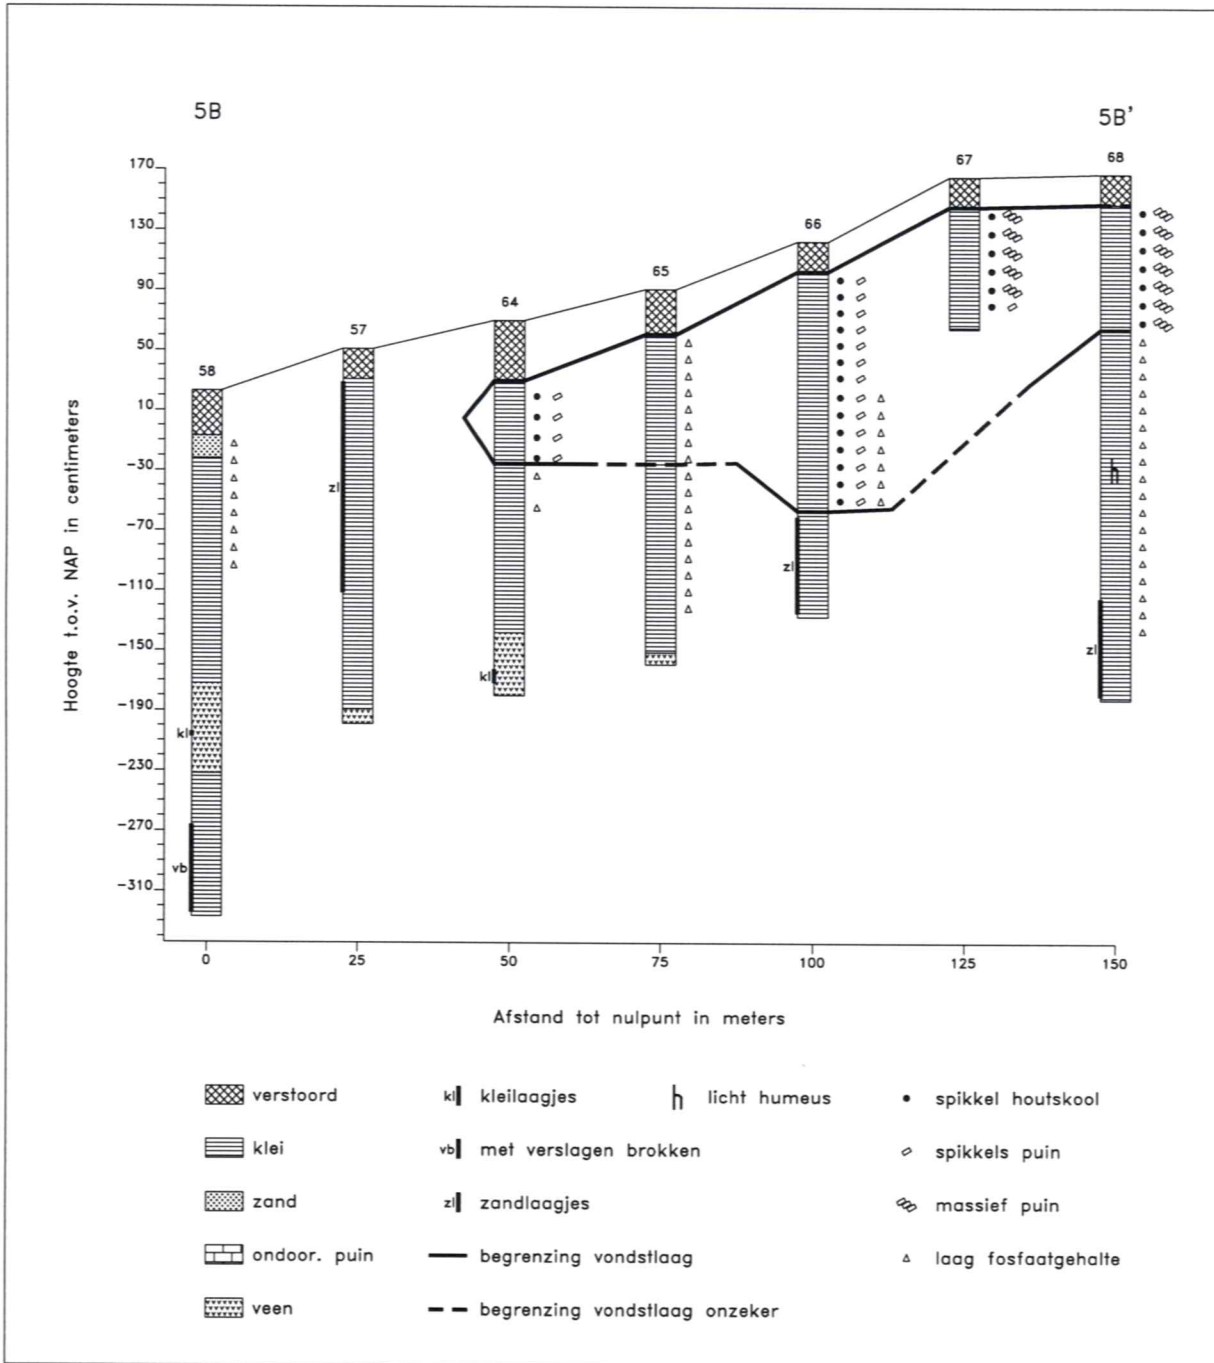 5B
5B'
67
68
66
65
64
57
58
170
130
90
50
10
-30
-70
-110
-150
-190
-230
-270
-310
Hoogte t.o.v. NAP in centimeters
zl
zl
h
kl
zl
kl
vb
0
25
50
75
100
125
150
Afstand tot nulpunt in meters
verstoord
kl kleilaagjes
h licht humeus
spikkel houtskool
klei
vb met verslagen brokken
spikkels puin
zand
zl zandlaagjes
massief puin
ondoor. puin
begrenzing vondstlaag
laag fosfaatgehalte
veen
begrenzing vondstlaag onzeker